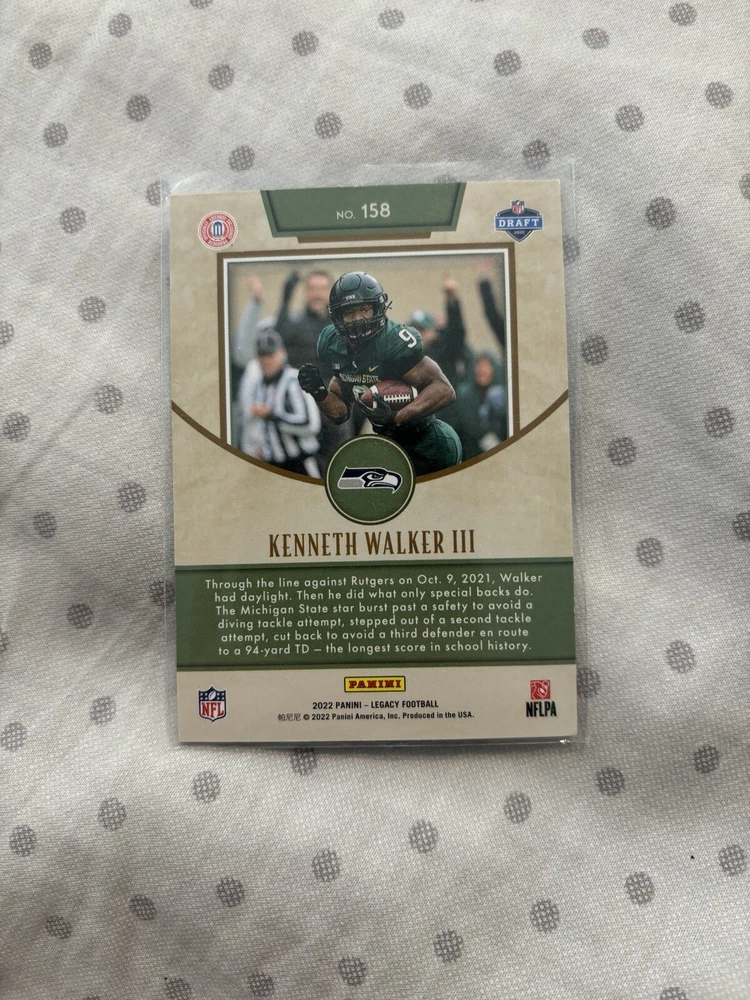 NO. 158
NFL
DRAFT
2022
9
KENNETH WALKER III
Through the line against Rutgers on Oct. 9, 2021, Walker
had daylight. Then he did what only special backs do.
The Michigan State star burst past a safety to avoid a
diving tackle attempt, stepped out of a second tackle
attempt, cut back to avoid a third defender en route
to a 94-yard TD – the longest score in school history.
PANINI
2022 PANINI – LEGACY FOOTBALL
帕尼尼 © 2022 Panini America, Inc. Produced in the USA.
NFL
NFLPA